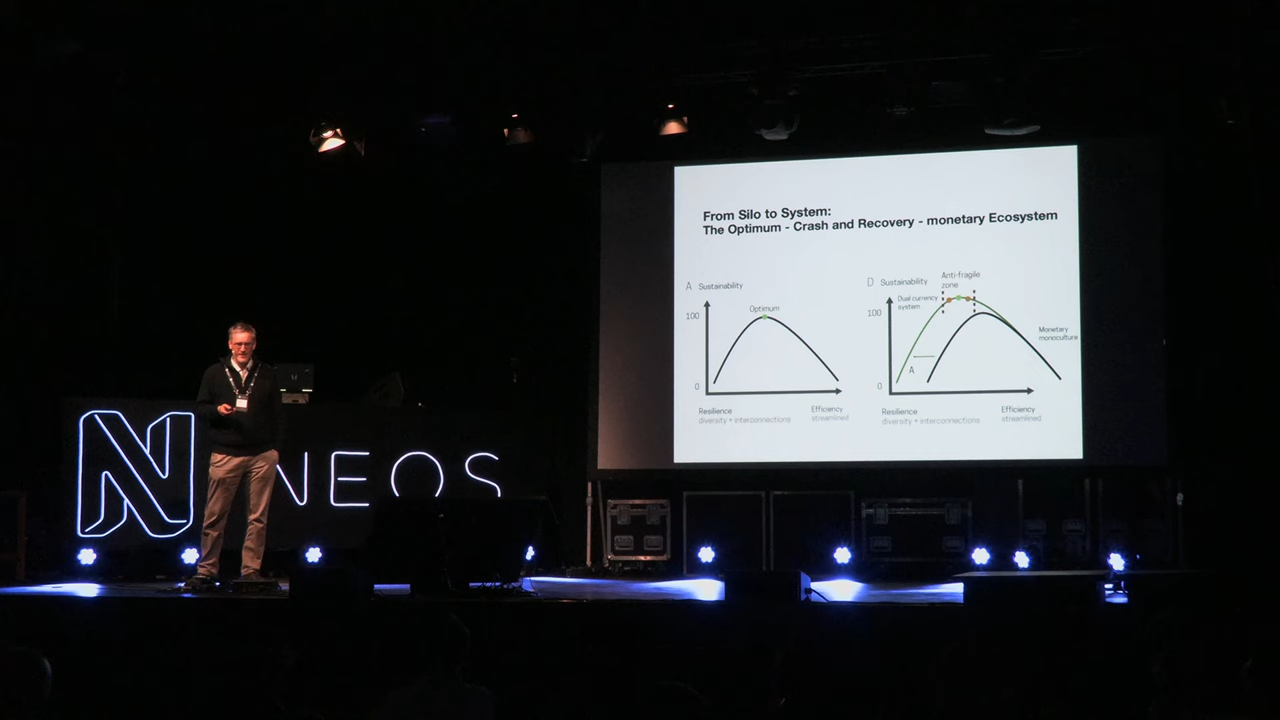 From Silo to System:
The Optimum - Crash and Recovery - monetary Ecosystem
A Sustainability
100
Optimum
0
Resilience
diversity + interconnections
Efficiency
streamlined
D Sustainability
Anti-fragile
zone
Dual currency
system
100
Monetary
monoculture
A
0
Resilience
diversity + interconnections
Efficiency
streamlined
N NEOS